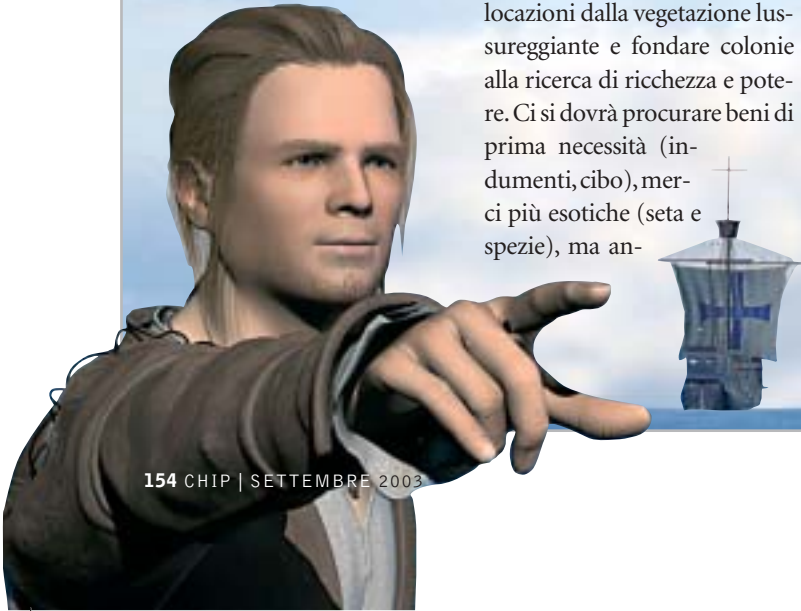 locazioni dalla vegetazione lus-
sureggiante e fondare colonie
alla ricerca di ricchezza e pote-
re. Ci si dovrà procurare beni di
prima necessità (in-
dumenti, cibo), mer-
ci più esotiche (seta e
spezie), ma an-
154 CHIP | SETTEMBRE 2003